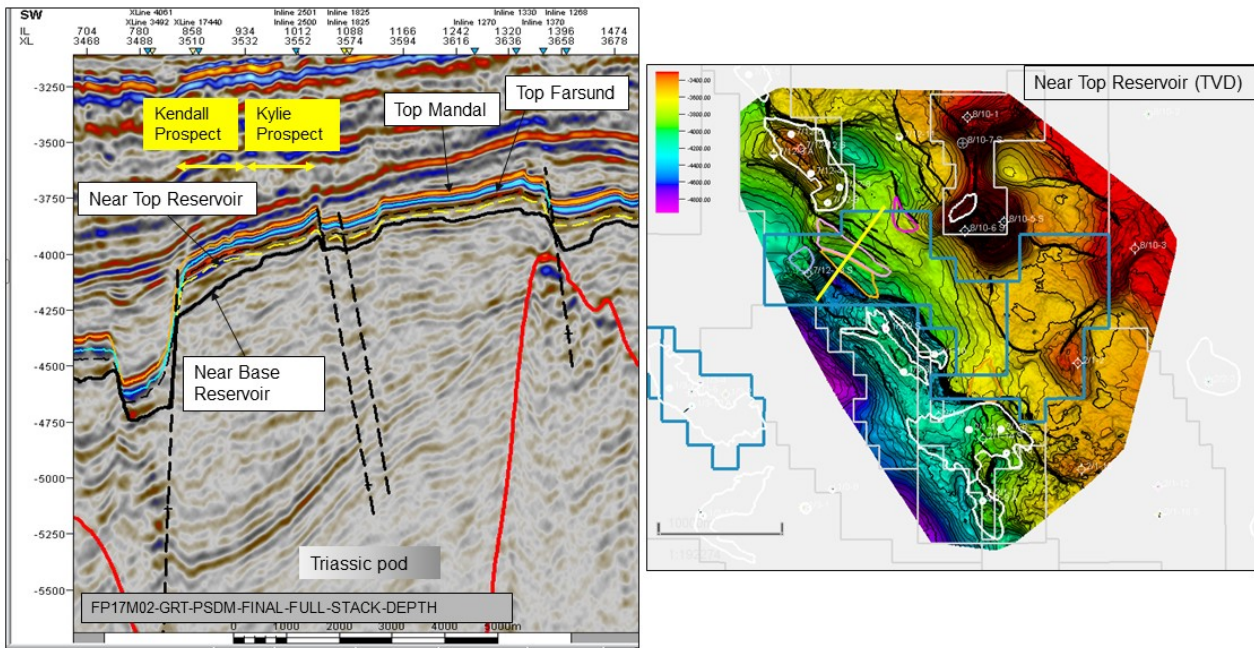 SW
XLine 4061
Inline 2501
Inline 1825
Inline 1330
Inline 1268
XLine 3492
XLine 17440
Inline 2500
Inline 1825
Inline 1270
Inline 1370
IL 704 780 858 934 1012 1088 1166 1242 1320 1396 1474
XL 3468 3488 3510 3532 3552 3574 3594 3616 3636 3658 3678
-3250
-3500
-3750
-4000
-4250
-4500
-4750
-5000
-5250
-5500
Kendall
Prospect
Kylie
Prospect
Top Mandal
Top Farsund
Near Top Reservoir
Near Base
Reservoir
Triassic pod
FP17M02-GRT-PSDM-FINAL-FULL-STACK-DEPTH
0 1000 2000 3000 4000 5000m
Near Top Reservoir (TVD)
-3400.00
-3600.00
-3800.00
-4000.00
-4200.00
-4400.00
-4600.00
-4800.00
8/10-1
8/10-7 S
8/10-5 S
8/10-6 S
8/10-3
10000m